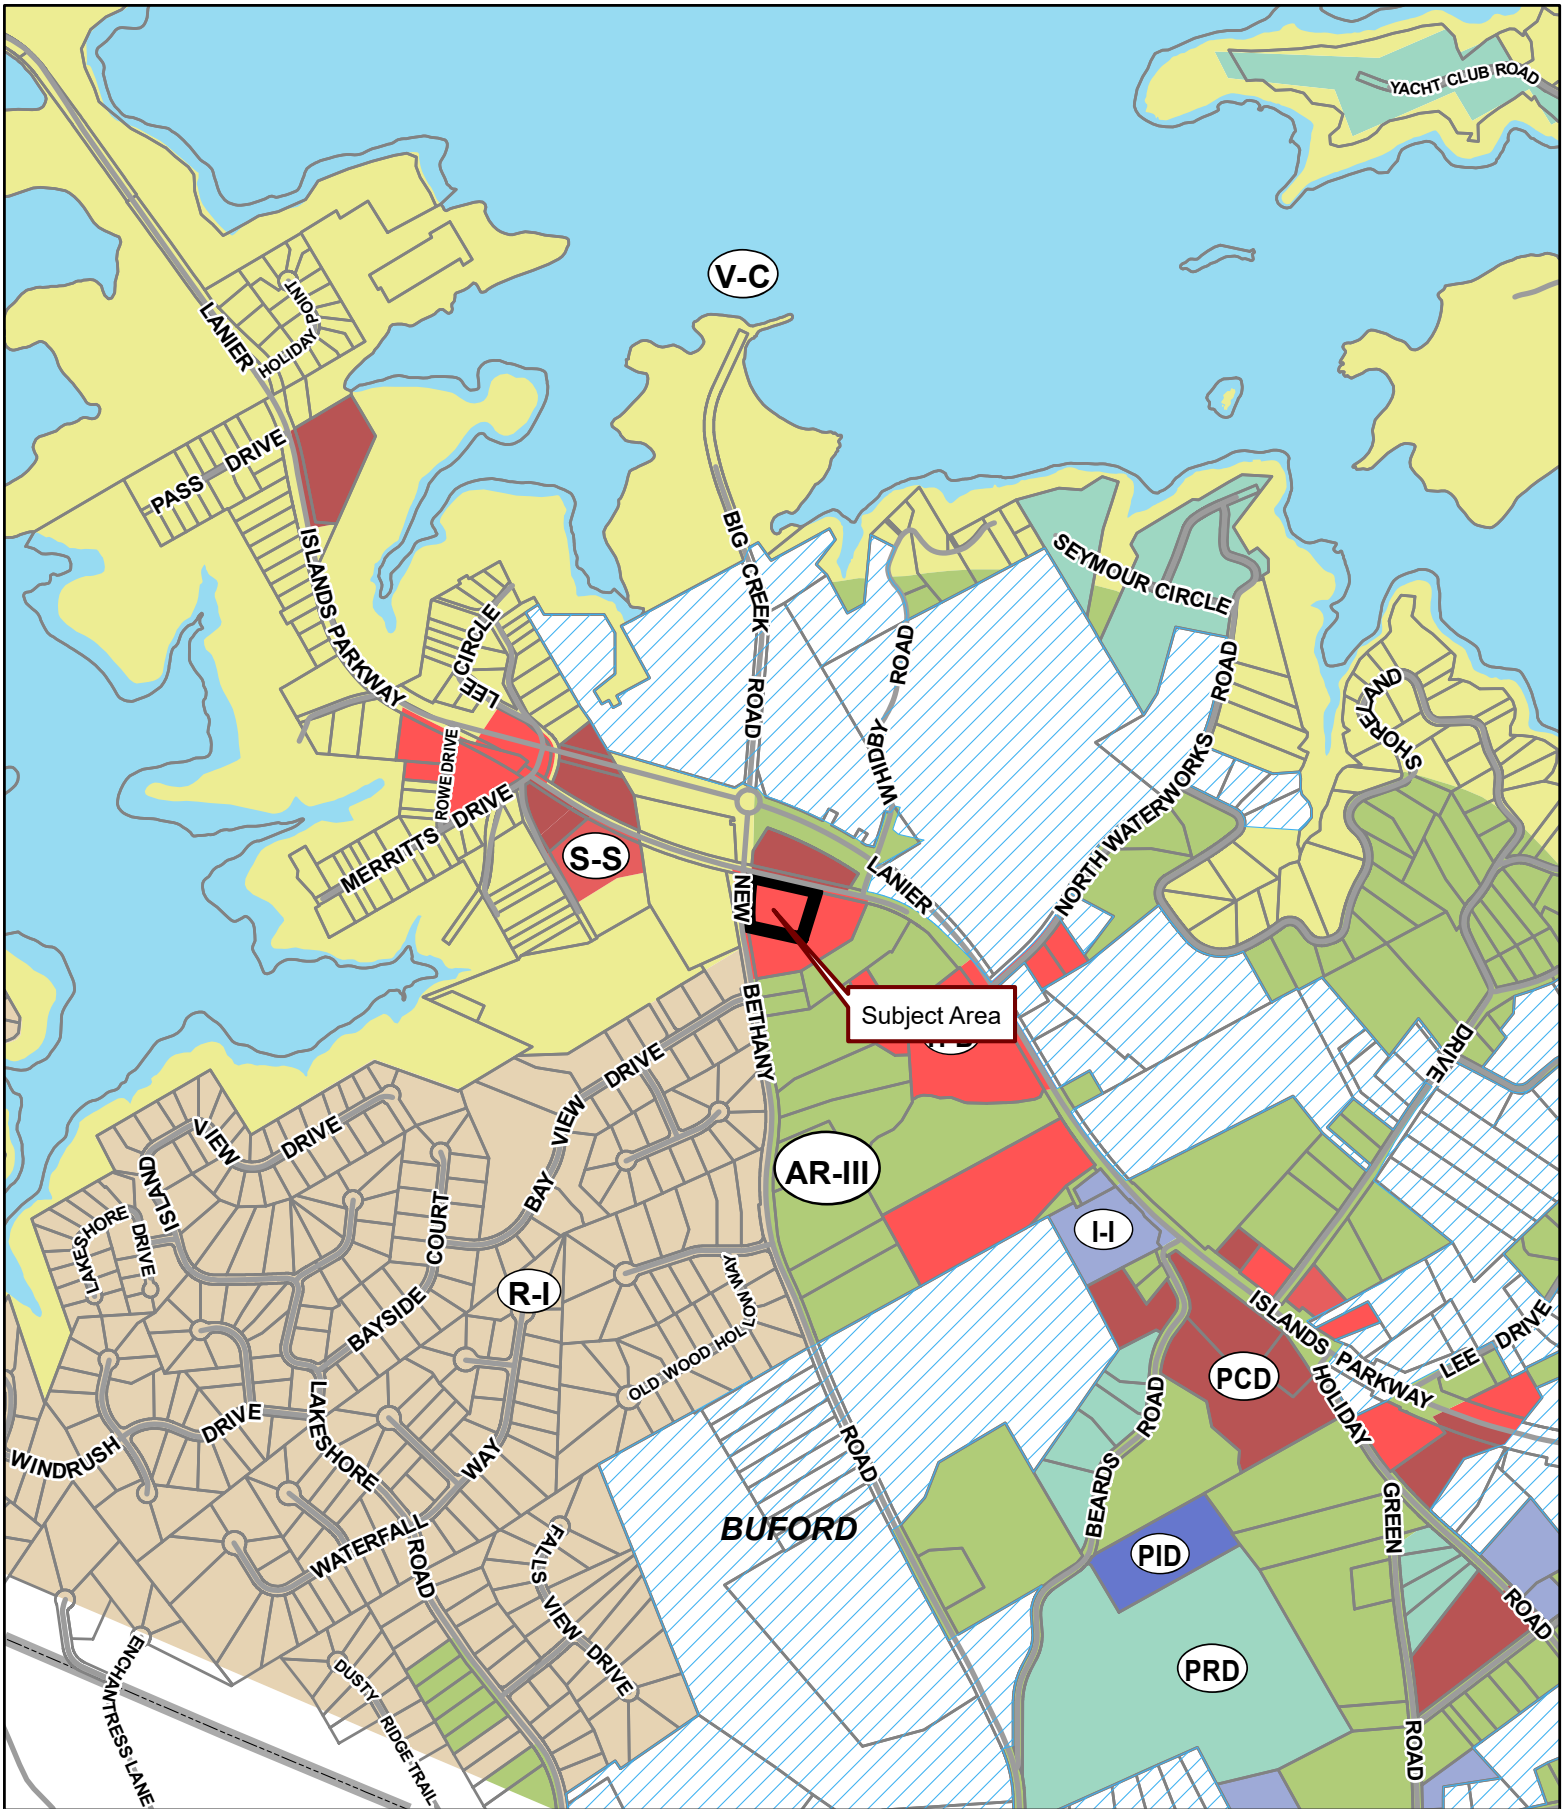 YACHT CLUB ROAD
V-C
HOLIDAY POINT
LANIER
PASS DRIVE
ISLANDS PARKWAY
BIG CREEK ROAD
SEYMOUR CIRCLE
LEE CIRCLE
WHIDBY ROAD
NORTH WATERWORKS ROAD
SHORELAND
ROWE DRIVE
MERRITTS DRIVE
S-S
LANIER
NEW BETHANY ROAD
Subject Area
DRIVE
BAY VIEW DRIVE
ISLAND VIEW DRIVE
AR-III
LAKESHORE DRIVE
COURT
BAYSIDE
I-I
R-I
OLD WOOD HOLLOW WAY
ISLANDS PARKWAY
LEE DRIVE
PCD
HOLIDAY
WINDRUSH DRIVE
LAKESHORE ROAD
WATERFALL WAY
BEARDS ROAD
BUFORD
PID
GREEN ROAD
ROAD
FALLS VIEW DRIVE
PRD
ENCHANTRESS LANE
DUSTY RIDGE TRAIL